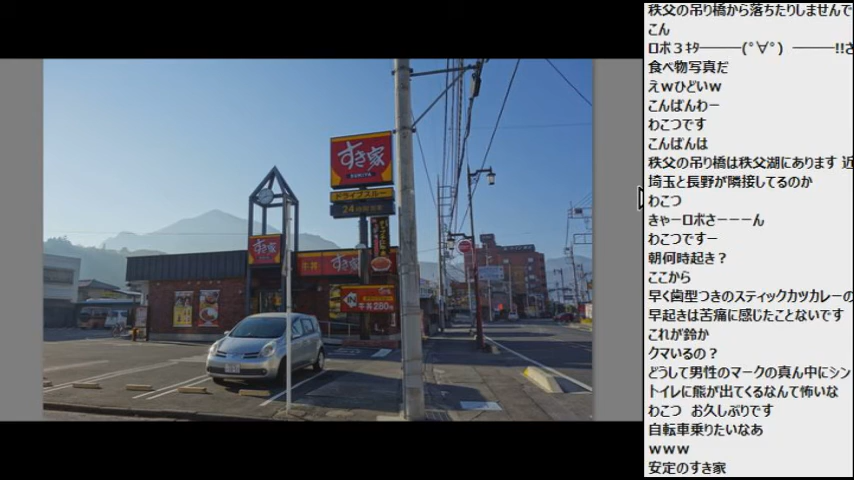 すき家
SUKIYA
ドライブスルー
24時間営業
すき家
牛丼
すき家
IN
牛丼280
秩父の吊り橋から落ちたりしませんで
こん
ロボ３ｷﾀ━━━(ﾟ∀ﾟ) ━━━!!さ
食べ物写真だ
えｗひどいｗ
こんばんわー
わこつです
こんばんは
秩父の吊り橋は秩父湖にあります 近
埼玉と長野が隣接してるのか
わこつ
きゃーロボさーーーん
わこつですー
朝何時起き？
ここから
早く歯型つきのスティックカツカレーの
早起きは苦痛に感じたことないです
これが鈴か
クマいるの？
どうして男性のマークの真ん中にシン
トイレに熊が出てくるなんて怖いな
わこつ　お久しぶりです
自転車乗りたいなあ
ｗｗｗ
安定のすき家